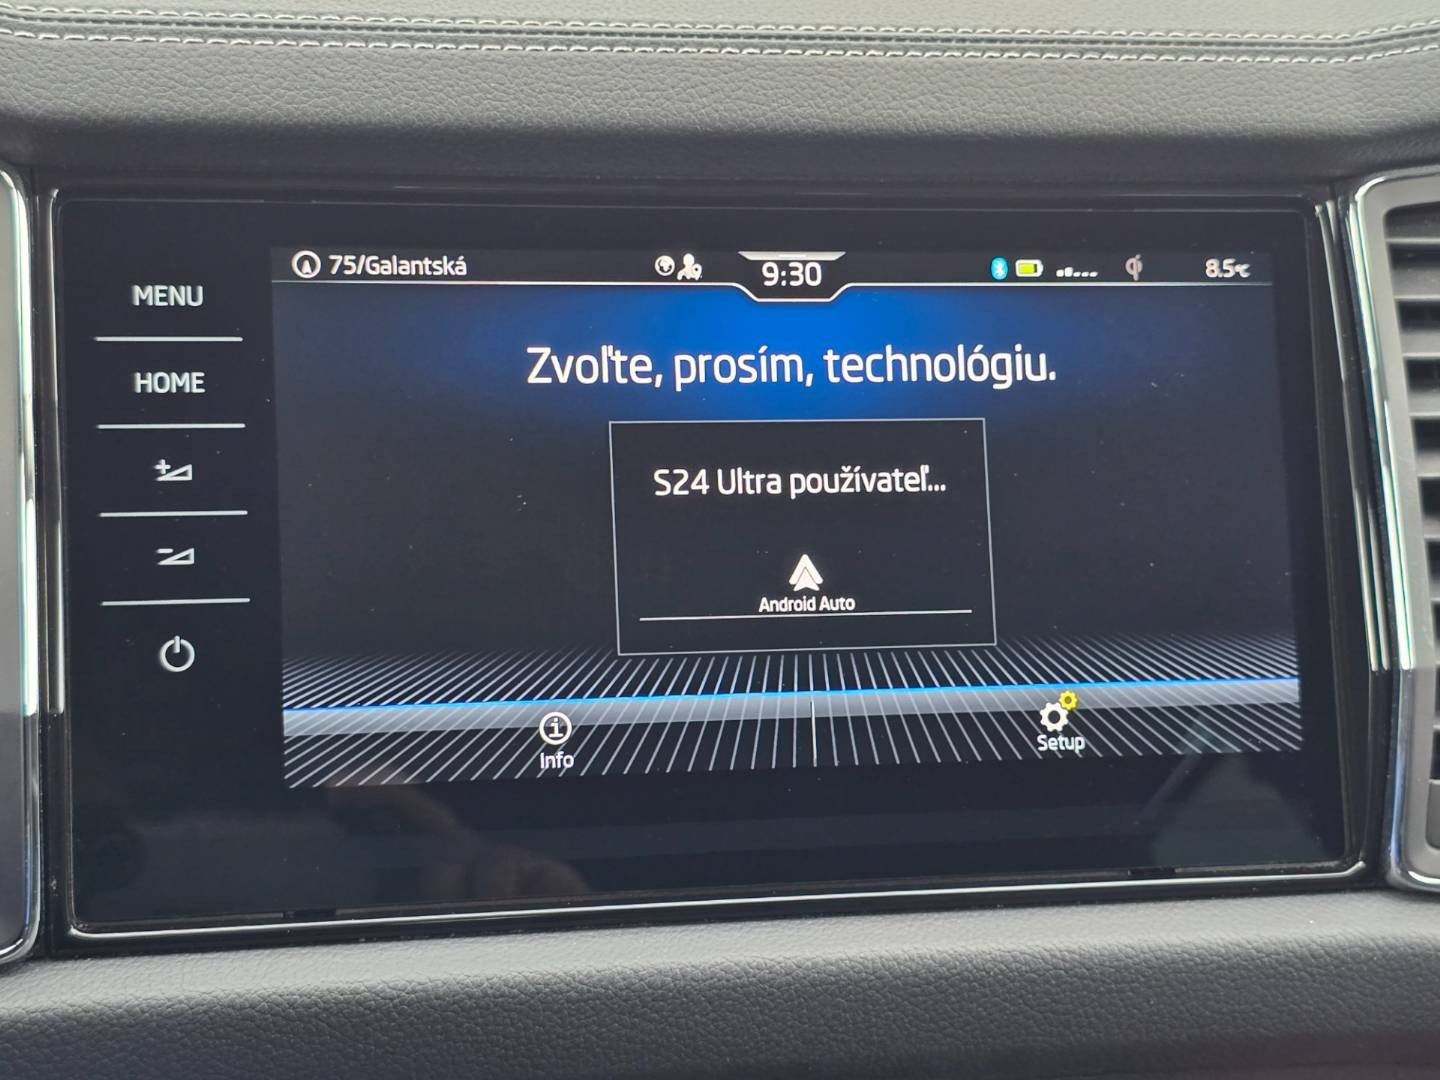 MENU
HOME
75/Galantská
9:30
8.5°C
Zvoľte, prosím, technológiu.
S24 Ultra používateľ...
Android Auto
Info
Setup